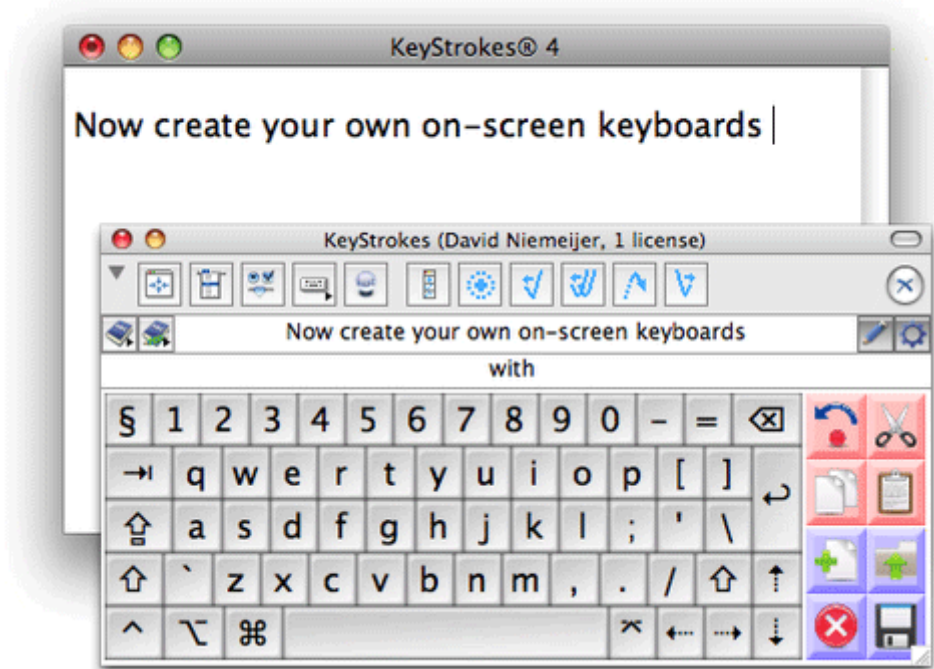 KeyStrokes® 4
Now create your own on-screen keyboards
KeyStrokes (David Niemeijer, 1 license)
Now create your own on-screen keyboards
with
§ 1 2 3 4 5 6 7 8 9 0 - =
q w e r t y u i o p [ ]
a s d f g h j k l ; ' \
` z x c v b n m , . /
^ ⌥ ⌘